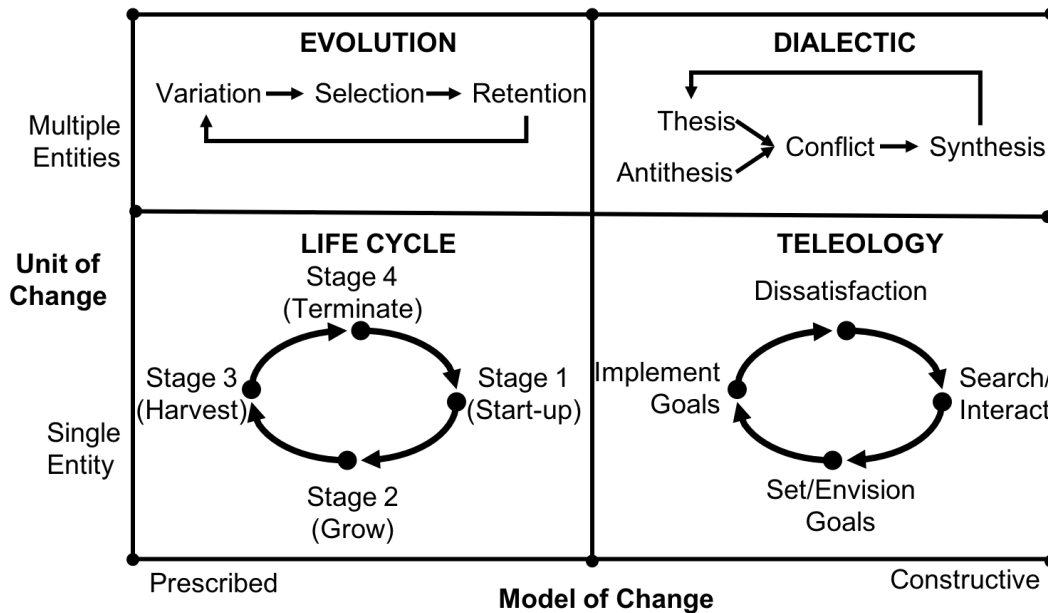 EVOLUTION
Variation Selection Retention
DIALECTIC
Thesis
Antithesis
Conflict
Synthesis
Multiple
Entities
Unit of
Change
LIFE CYCLE
Stage 4
(Terminate)
Stage 3
(Harvest)
Stage 1
(Start-up)
Stage 2
(Grow)
TELEOLOGY
Dissatisfaction
Implement
Goals
Search/
Interact
Set/Envision
Goals
Single
Entity
Prescribed
Constructive
Model of Change